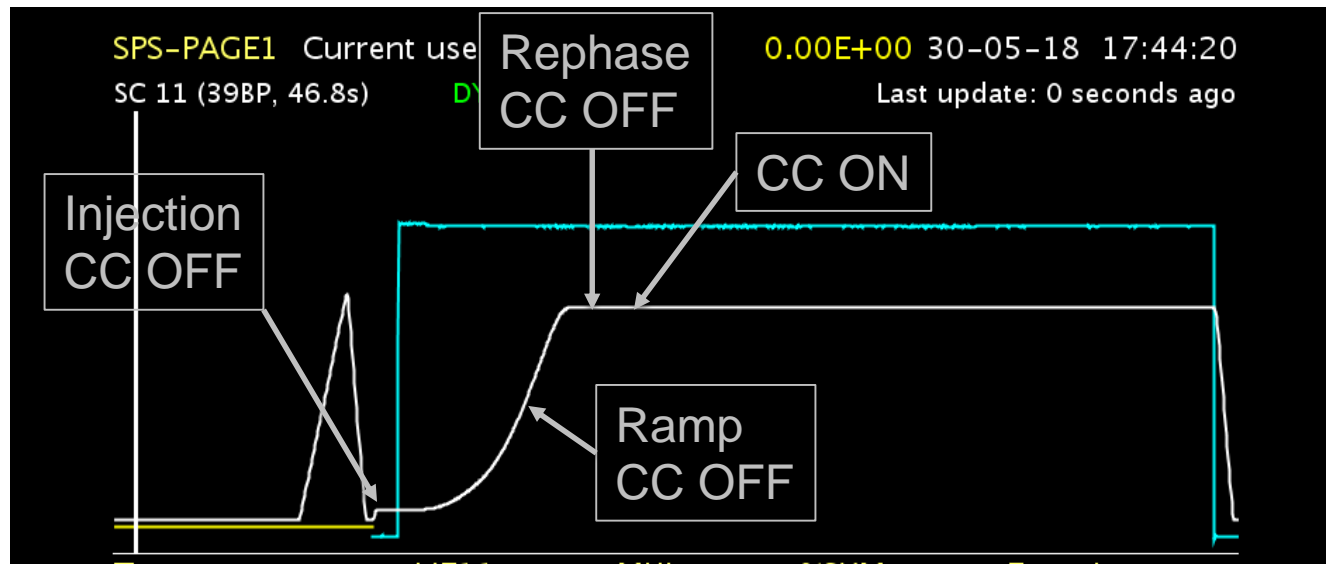 SPS-PAGE1 Current use 0.00E+00 30-05-18 17:44:20
SC 11 (39BP, 46.8s) Last update: 0 seconds ago
Rephase
CC OFF
CC ON
Injection
CC OFF
Ramp
CC OFF